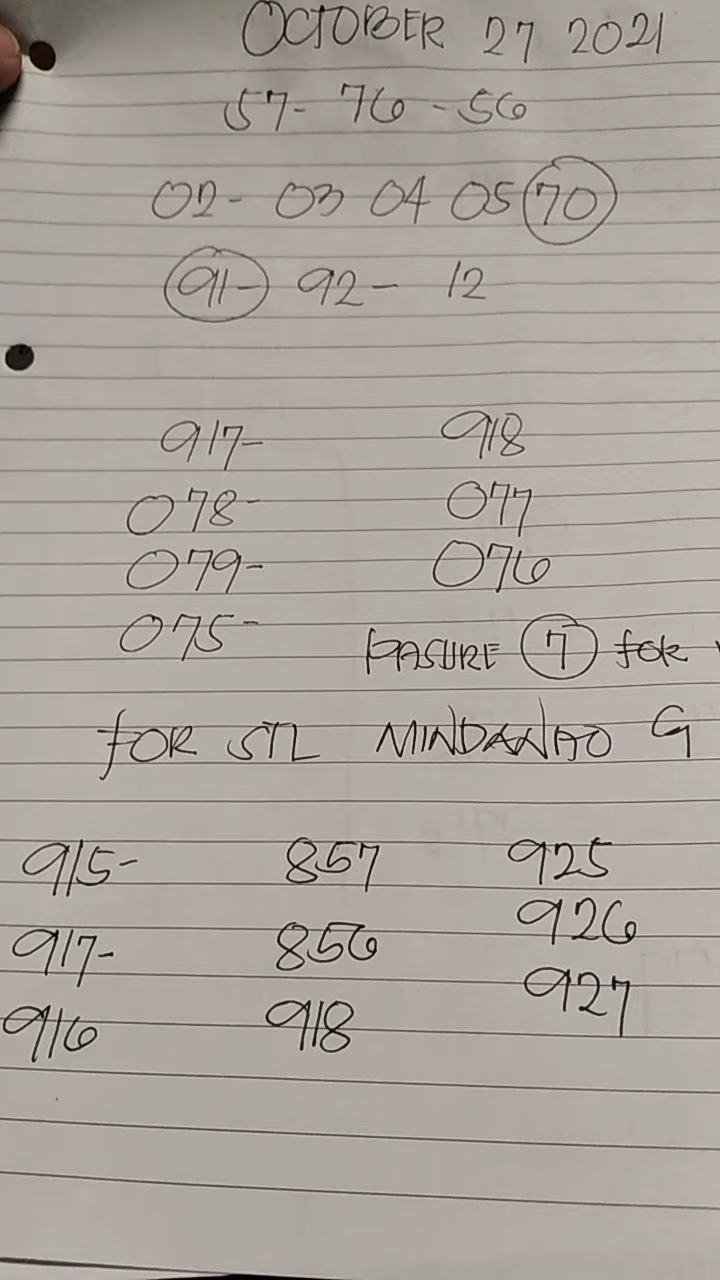 OCTOBER 27 2021
57- 76 - 56
02- 03 04 05 70
91- 92- 12
917- 918
078- 077
079- 076
075- PASURE 7 for
for STL MINDANAO G
915- 857 925
926
917- 856
927
916 918